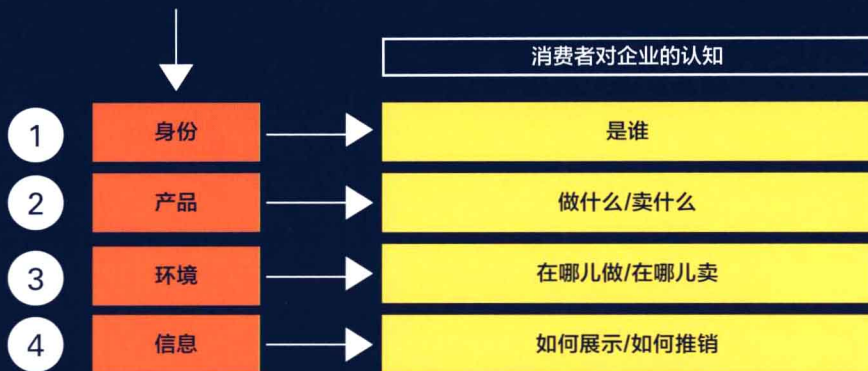 消费者对企业的认知
1 身份 是谁
2 产品 做什么/卖什么
3 环境 在哪儿做/在哪儿卖
4 信息 如何展示/如何推销